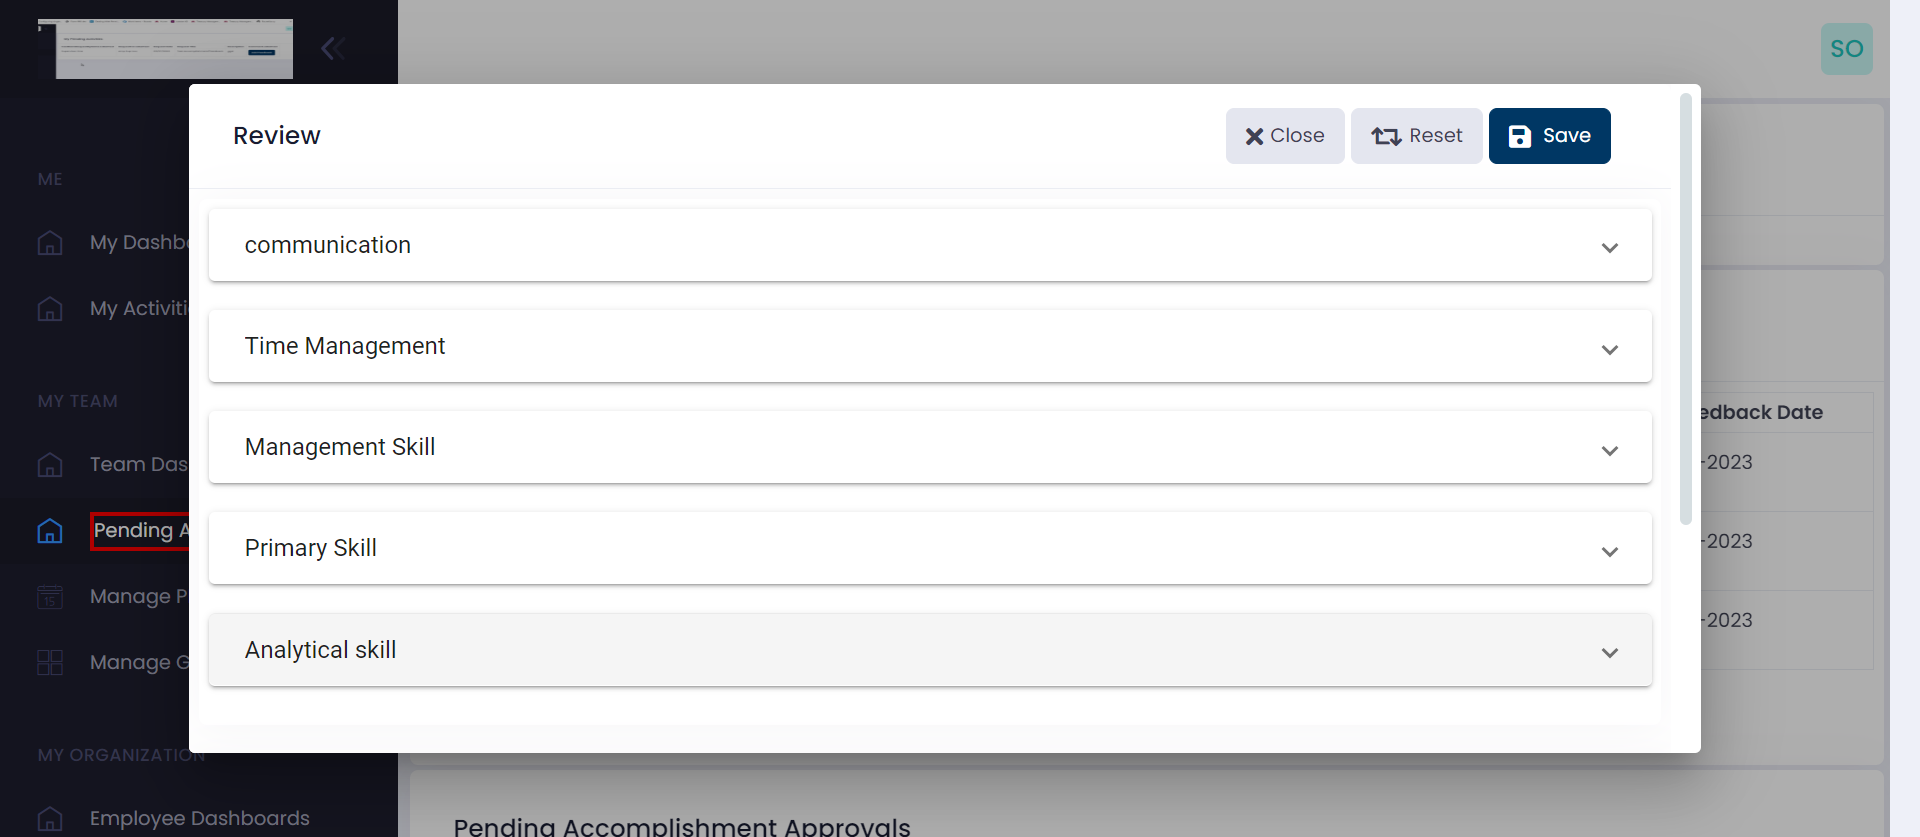 SO
Review
Close
Reset
Save
ME
communication
My Dashb
My Activiti
Time Management
MY TEAM
edback Date
Management Skill
Team Das
-2023
Pending A
Primary Skill
-2023
Manage P
-2023
Analytical skill
Manage G
MY ORGANIZATION
Employee Dashboards
Pending Accomplishment Approvals
15